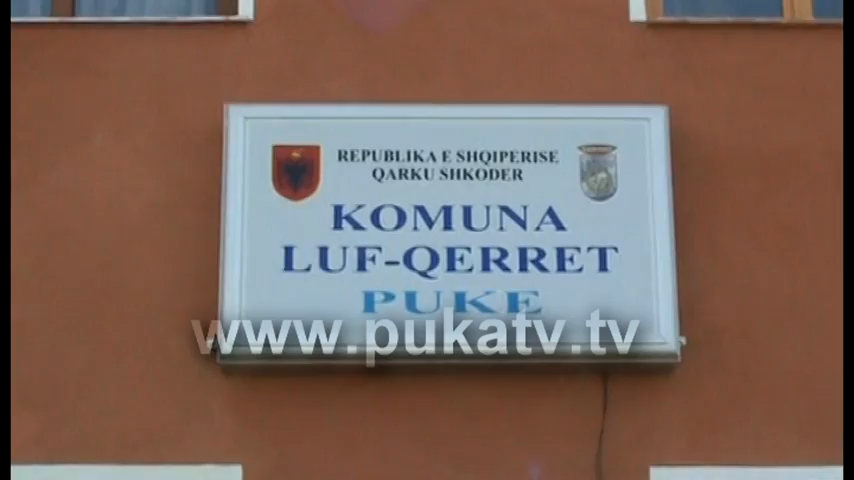 REPUBLIKA E SHQIPERISE
QARKU SHKODER
KOMUNA
LUF-QERRET
PUKE
www.pukatv.tv